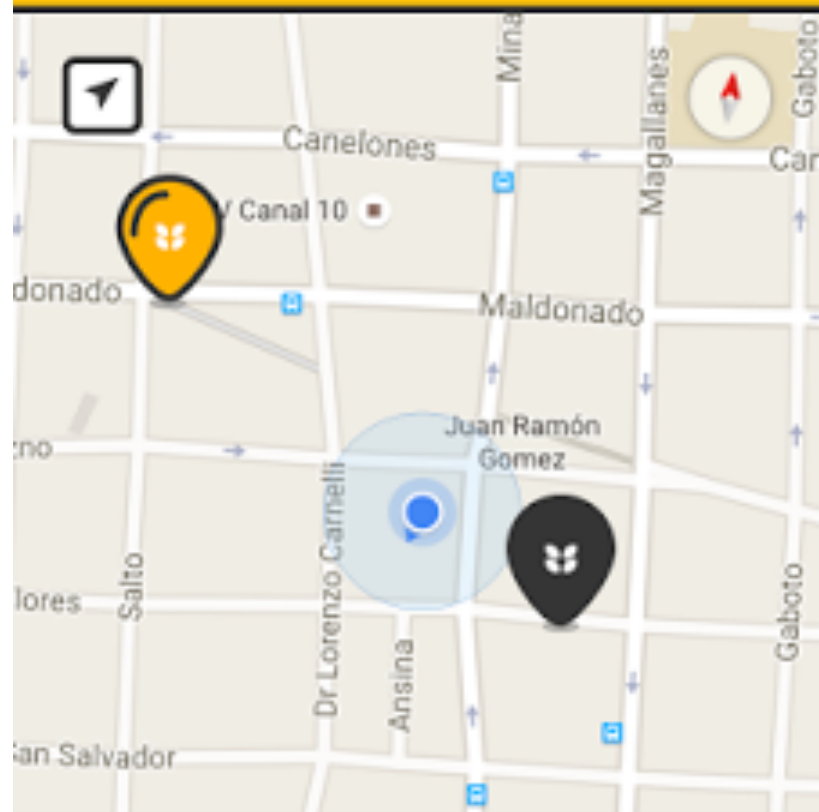 Mina
Magallanes
Gaboto
Canelones
Car
V Canal 10
donado
Maldonado
Juan Ramón
Gomez
zno
Dr Lorenzo Carnelli
Salto
lores
Gaboto
Ansina
San Salvador